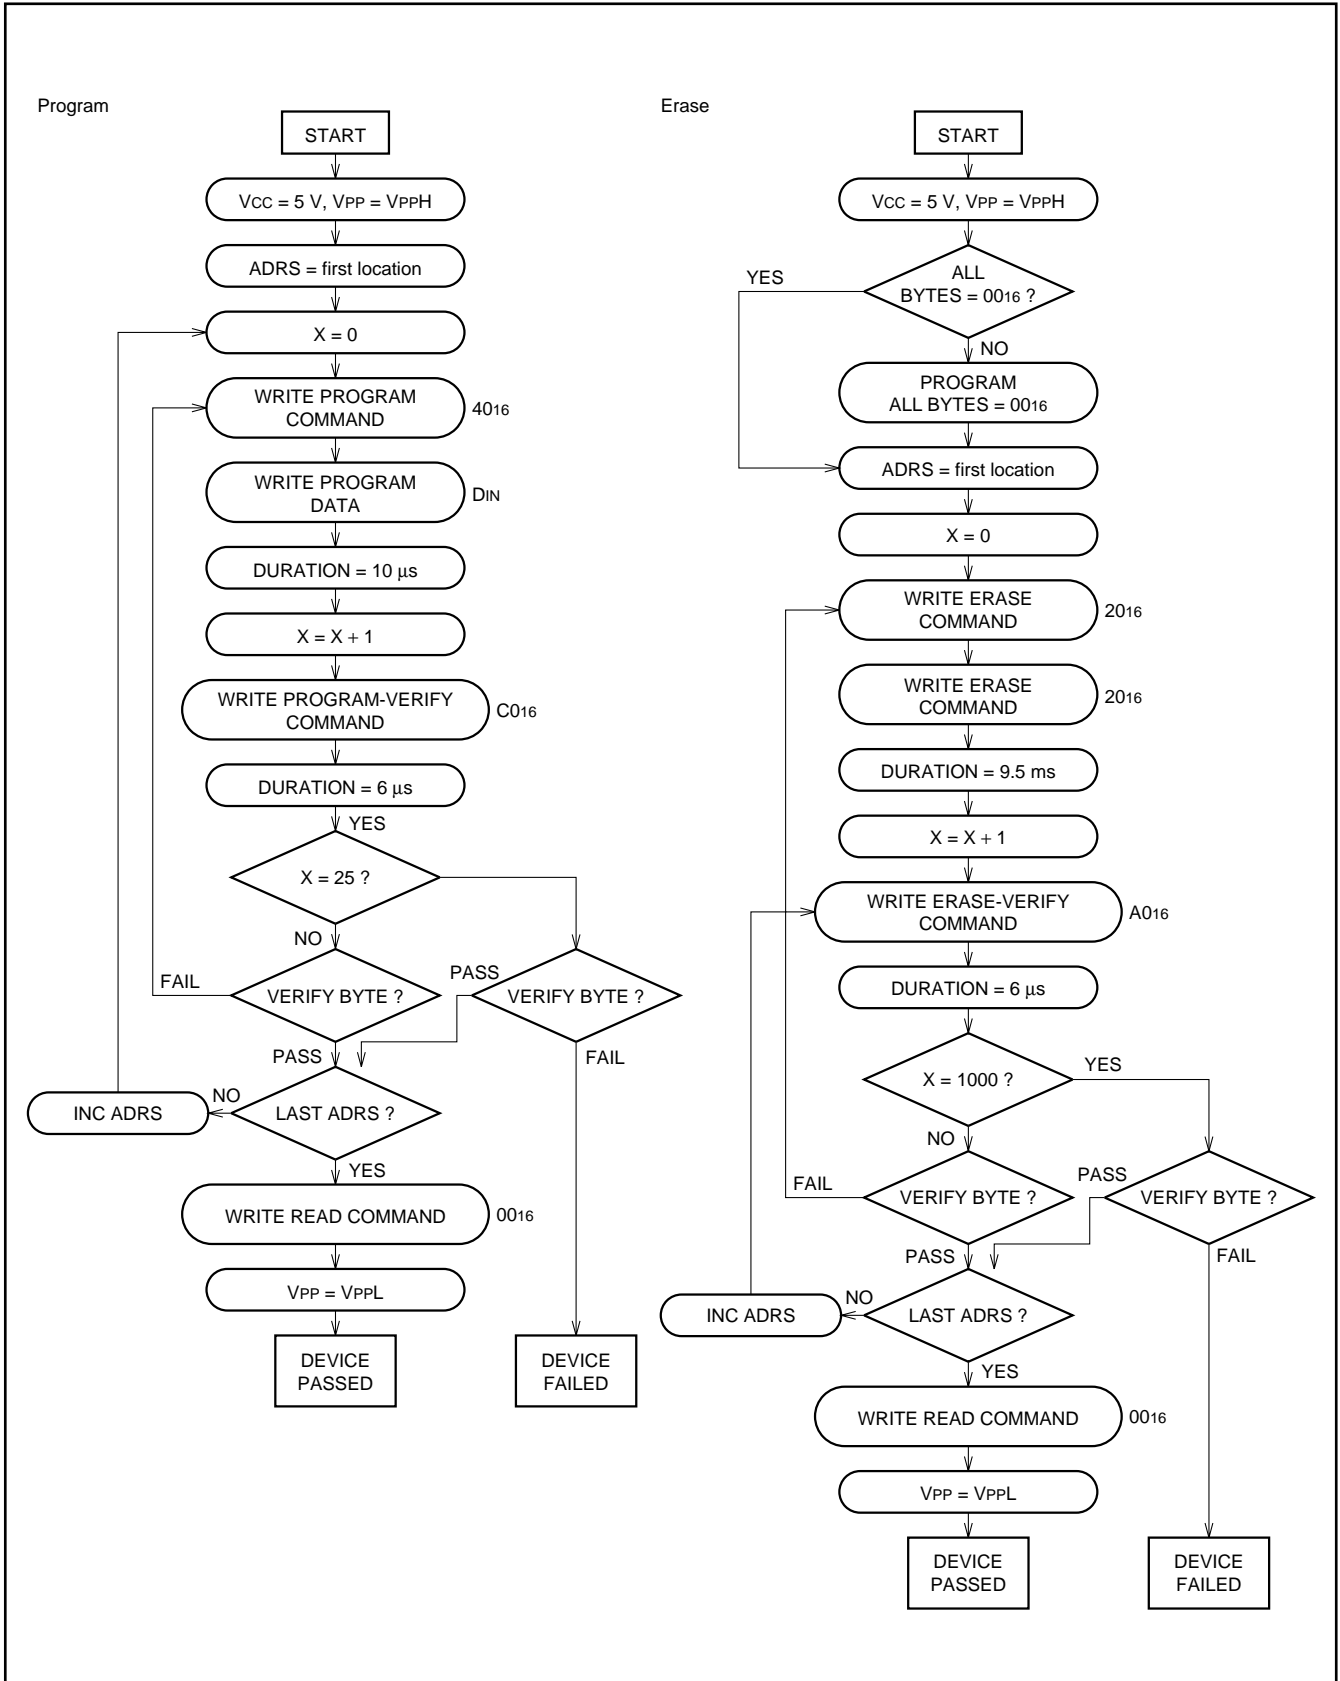 Program
START
VCC = 5 V, VPP = VPPH
ADRS = first location
X = 0
WRITE PROGRAM
COMMAND
4016
WRITE PROGRAM
DATA
DIN
DURATION = 10 μs
X = X + 1
WRITE PROGRAM-VERIFY
COMMAND
C016
DURATION = 6 μs
YES
X = 25 ?
NO
FAIL
VERIFY BYTE ?
PASS
VERIFY BYTE ?
PASS
FAIL
INC ADRS
NO
LAST ADRS ?
YES
WRITE READ COMMAND
0016
VPP = VPPL
DEVICE
PASSED
DEVICE
FAILED
Erase
START
VCC = 5 V, VPP = VPPH
YES
ALL
BYTES = 0016 ?
NO
PROGRAM
ALL BYTES = 0016
ADRS = first location
X = 0
WRITE ERASE
COMMAND
2016
WRITE ERASE
COMMAND
2016
DURATION = 9.5 ms
X = X + 1
WRITE ERASE-VERIFY
COMMAND
A016
DURATION = 6 μs
X = 1000 ?
YES
NO
FAIL
VERIFY BYTE ?
PASS
VERIFY BYTE ?
PASS
FAIL
INC ADRS
NO
LAST ADRS ?
YES
WRITE READ COMMAND
0016
VPP = VPPL
DEVICE
PASSED
DEVICE
FAILED